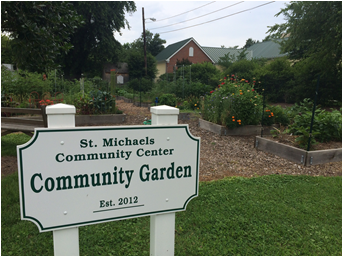 St. Michaels
Community Center
Community Garden
Est. 2012